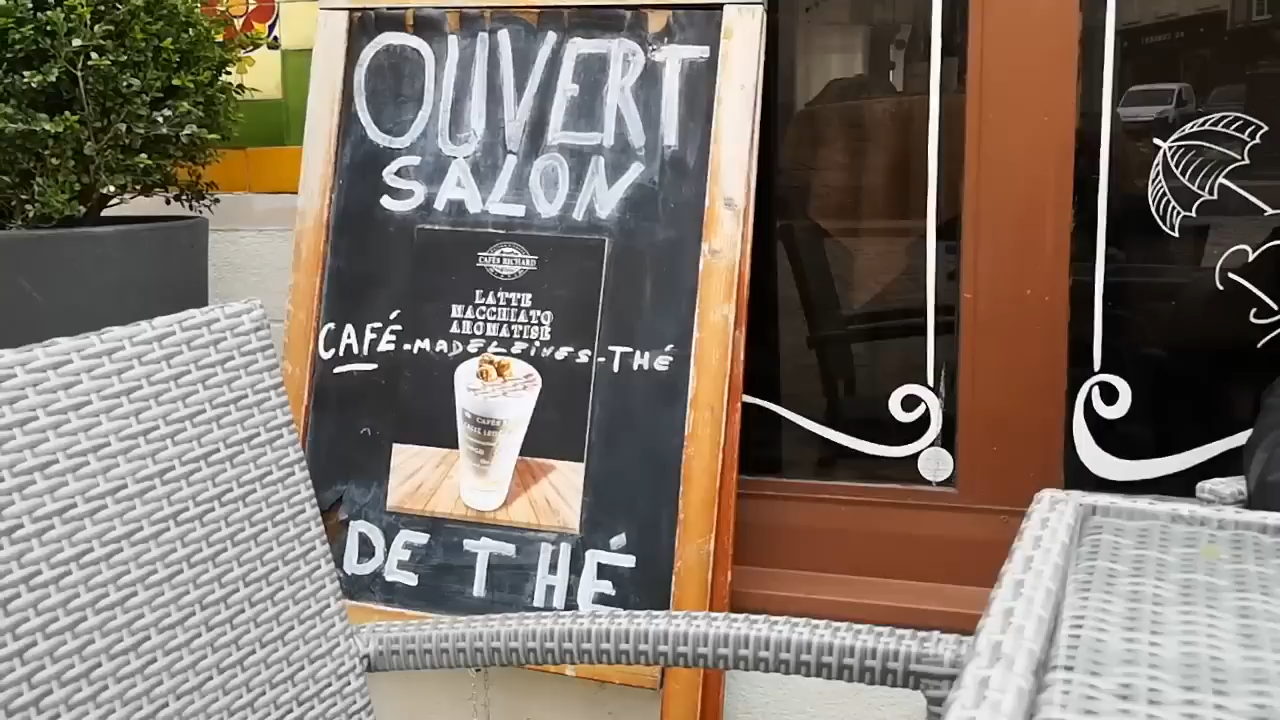 OUVERT
SALON
CAFÉS RICHARD
LATTE
MACCHIATO
AROMATISÉ
CAFÉ-MADELEINES-THÉ
DE THÉ